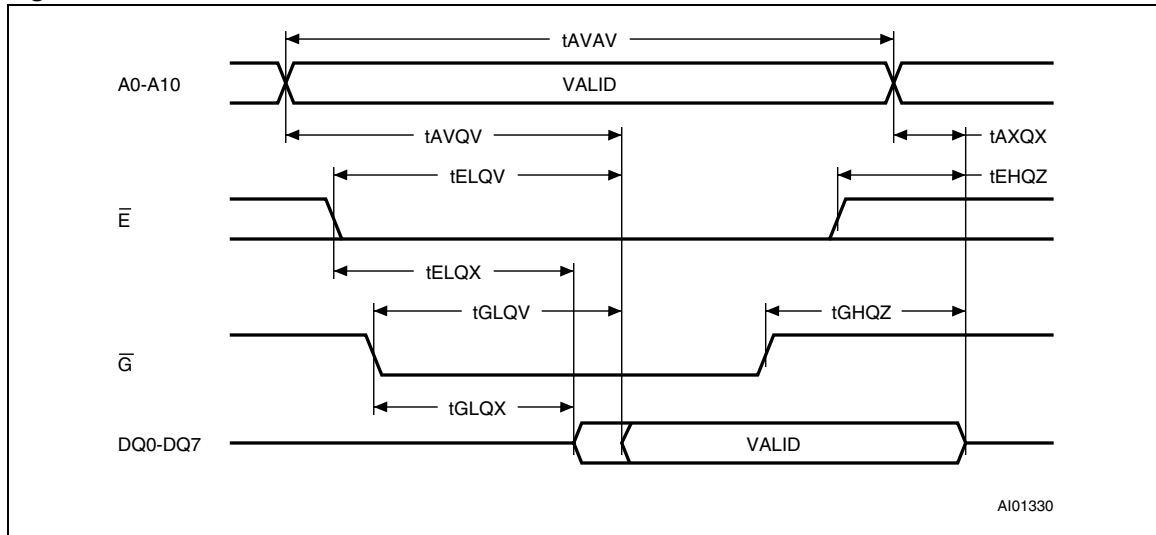 tAVAV
A0-A10 VALID
tAVQV tAXQX
tELQV tEHQZ
E̅
tELQX
tGLQV tGHQZ
G̅
tGLQX
DQ0-DQ7 VALID
AI01330